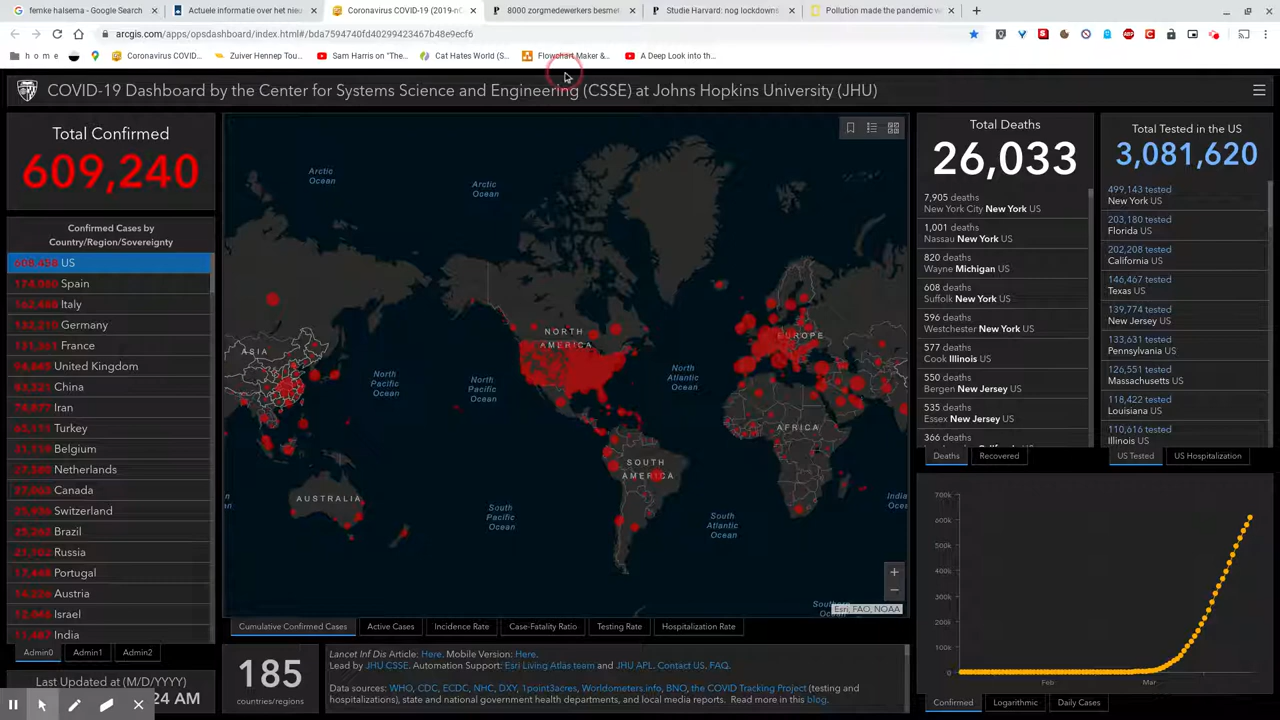 femke halsema - Google Search
Actuele informatie over het nieu
Coronavirus COVID-19 (2019-nC
8000 zorgmedewerkers besmet
Studie Harvard: nog lockdowns
Pollution made the pandemic w
arcgis.com/apps/opsdashboard/index.html#/bda7594740fd40299423467b48e9ecf6
h o m e
Coronavirus COVID...
Zuiver Hennep Tou...
Sam Harris on "The...
Cat Hates World (S...
Flowchart Maker &...
A Deep Look into th...
COVID-19 Dashboard by the Center for Systems Science and Engineering (CSSE) at Johns Hopkins University (JHU)
Total Confirmed
609,240
Confirmed Cases by
Country/Region/Sovereignty
US
Spain
Italy
Germany
France
United Kingdom
China
Iran
Turkey
Belgium
Netherlands
Canada
Switzerland
Brazil
Russia
Portugal
Austria
Israel
India
Admin0
Admin1
Admin2
Last Updated at (M/D/YYYY)
24 AM
Arctic
Ocean
Arctic
Ocean
NORTH
AMERICA
EUROPE
ASIA
North
Pacific
Ocean
North
Pacific
Ocean
North
Atlantic
Ocean
AFRICA
SOUTH
AMERICA
AUSTRALIA
South
Pacific
Ocean
South
Atlantic
Ocean
Esri, FAO, NOAA
Cumulative Confirmed Cases
Active Cases
Incidence Rate
Case-Fatality Ratio
Testing Rate
Hospitalization Rate
185
countries/regions
Lancet Inf Dis Article: Here. Mobile Version: Here.
Lead by JHU CSSE. Automation Support: Esri Living Atlas team and JHU APL. Contact US. FAQ.
Data sources: WHO, CDC, ECDC, NHC, DXY, 1point3acres, Worldometers.info, BNO, the COVID Tracking Project (testing and
hospitalizations), state and national government health departments, and local media reports. Read more in this blog.
Total Deaths
26,033
7,905 deaths
New York City New York US
1,001 deaths
Nassau New York US
820 deaths
Wayne Michigan US
608 deaths
Suffolk New York US
596 deaths
Westchester New York US
577 deaths
Cook Illinois US
550 deaths
Bergen New Jersey US
535 deaths
Essex New Jersey US
366 deaths
Deaths
Recovered
Total Tested in the US
3,081,620
499,143 tested
New York US
203,180 tested
Florida US
202,208 tested
California US
146,467 tested
Texas US
139,774 tested
New Jersey US
133,631 tested
Pennsylvania US
126,551 tested
Massachusetts US
118,422 tested
Louisiana US
110,616 tested
Illinois US
US Tested
US Hospitalization
700k
600k
500k
400k
300k
200k
100k
0
Feb
Mar
Confirmed
Logarithmic
Daily Cases